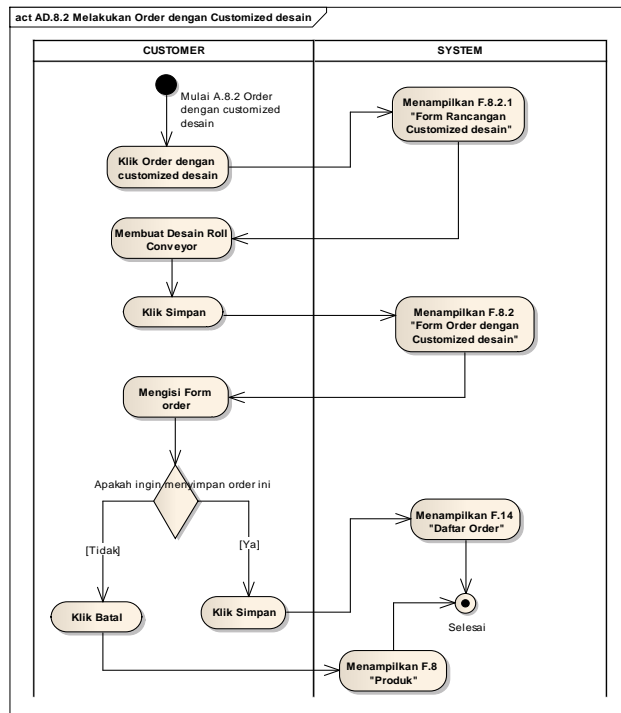 act AD.8.2 Melakukan Order dengan Customized desain
CUSTOMER
SYSTEM
Mulai A.8.2 Order
dengan customized
desain
Menampilkan F.8.2.1
"Form Rancangan
Customized desain"
Klik Order dengan
customized desain
Membuat Desain Roll
Conveyor
Klik Simpan
Menampilkan F.8.2
"Form Order dengan
Customized desain"
Mengisi Form
order
Apakah ingin menyimpan order ini
Menampilkan F.14
"Daftar Order"
[Tidak]
[Ya]
Klik Batal
Klik Simpan
Selesai
Menampilkan F.8
"Produk"